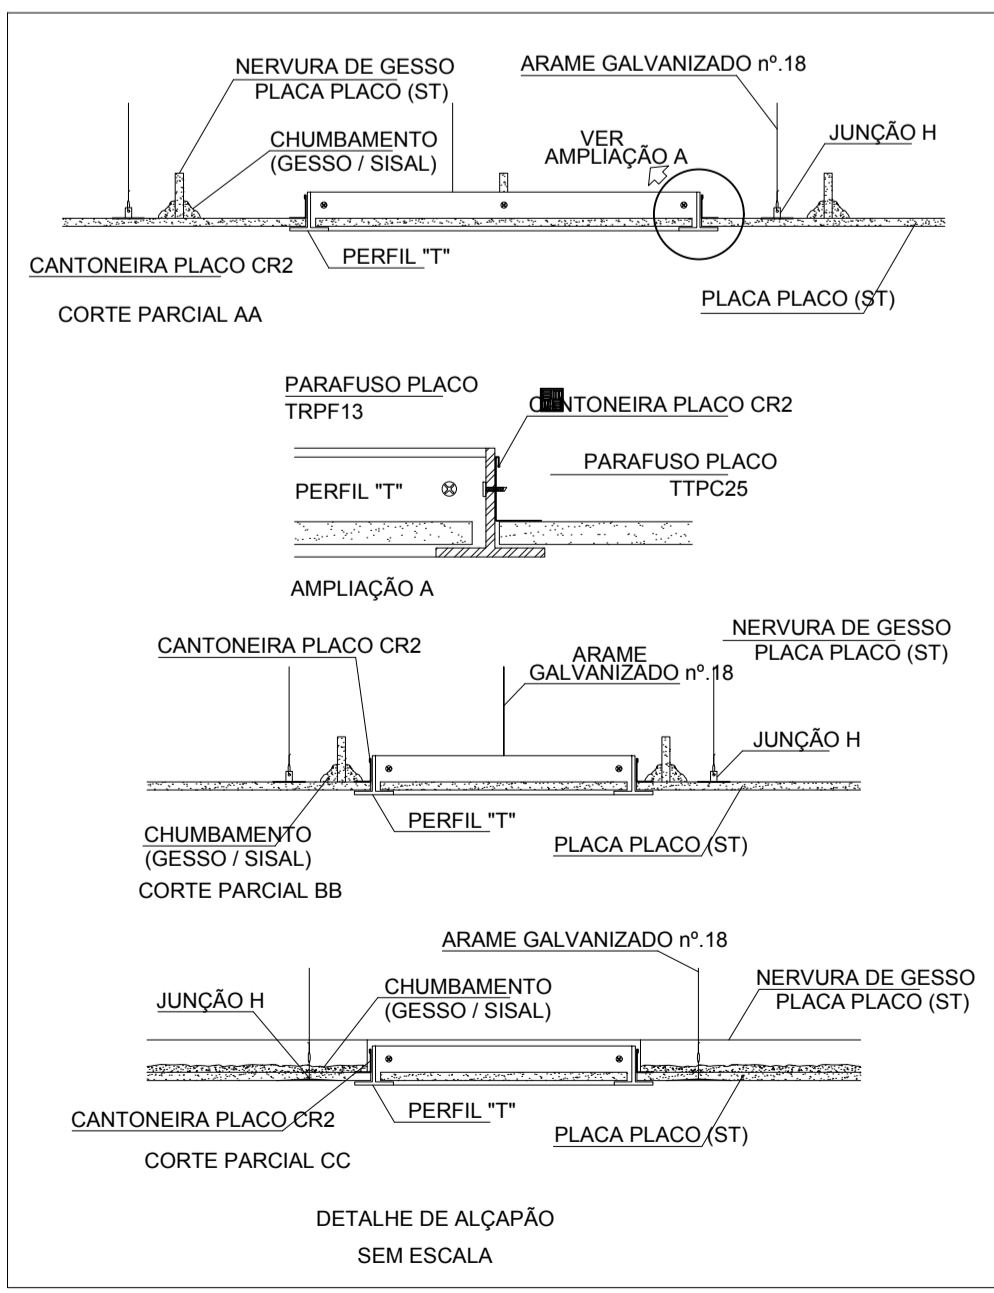 NERVURA DE GESSO
PLACA PLACO (ST)
ARAME GALVANIZADO nº.18
CHUMBAMENTO
(GESSO / SISAL)
VER
AMPLIAÇÃO A
JUNÇÃO H
CANTONEIRA PLACO CR2
PERFIL "T"
PLACA PLACO (ST)
CORTE PARCIAL AA
PARAFUSO PLACO
TRPF13
CANTONEIRA PLACO CR2
PERFIL "T"
PARAFUSO PLACO
TTPC25
AMPLIAÇÃO A
CANTONEIRA PLACO CR2
ARAME
GALVANIZADO nº.18
NERVURA DE GESSO
PLACA PLACO (ST)
JUNÇÃO H
CHUMBAMENTO
(GESSO / SISAL)
PERFIL "T"
PLACA PLACO (ST)
CORTE PARCIAL BB
ARAME GALVANIZADO nº.18
JUNÇÃO H
CHUMBAMENTO
(GESSO / SISAL)
NERVURA DE GESSO
PLACA PLACO (ST)
CANTONEIRA PLACO CR2
PERFIL "T"
PLACA PLACO (ST)
CORTE PARCIAL CC
DETALHE DE ALÇAPÃO
SEM ESCALA